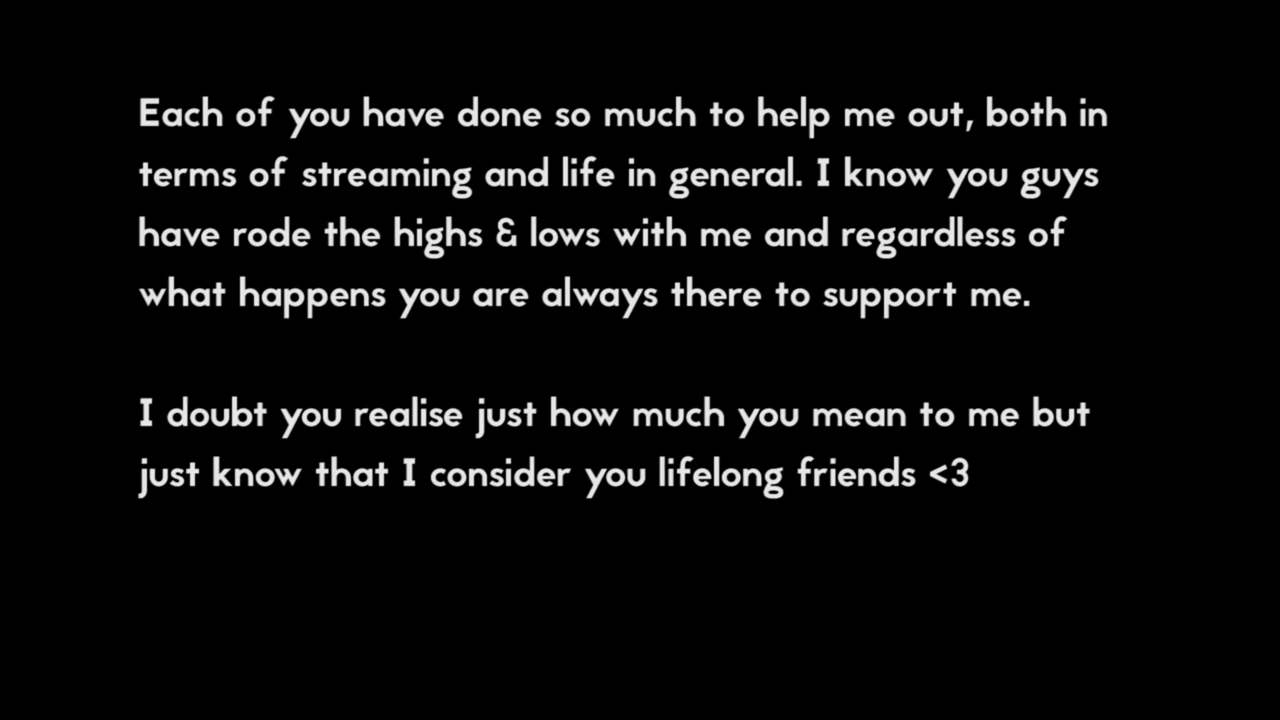 Each of you have done so much to help me out, both in
terms of streaming and life in general. I know you guys
have rode the highs & lows with me and regardless of
what happens you are always there to support me.
I doubt you realise just how much you mean to me but
just know that I consider you lifelong friends <3